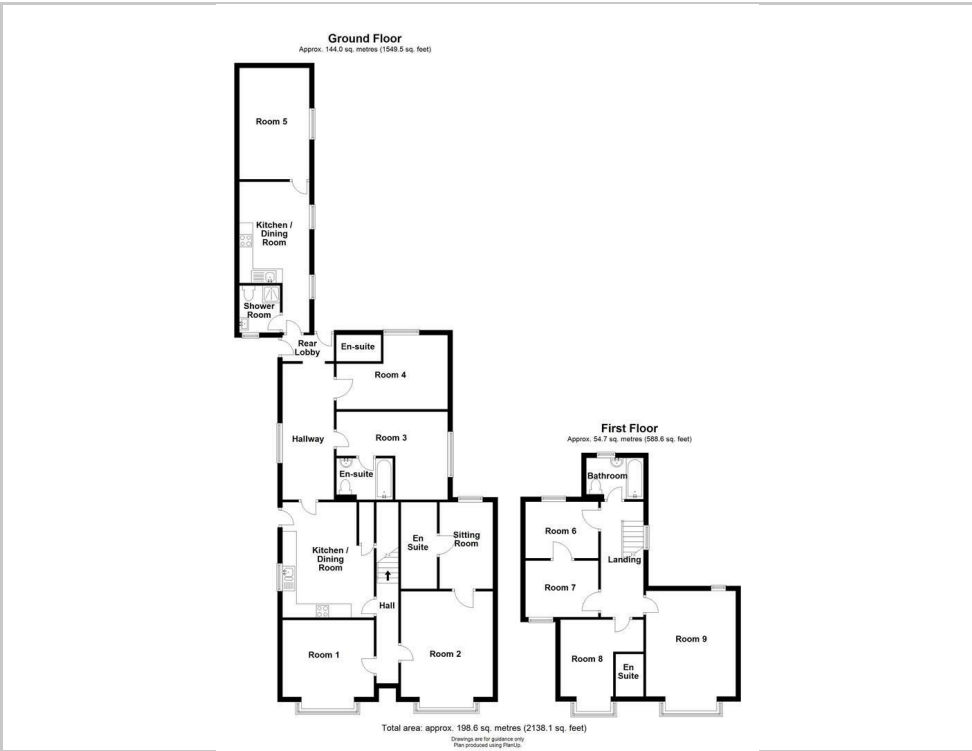 Ground Floor
Approx. 144.0 sq. metres (1549.5 sq. feet)
Room 5
Kitchen /
Dining
Room
Shower
Room
Rear
Lobby
En-suite
Room 4
Hallway
Room 3
En-suite
Kitchen /
Dining
Room
En
Suite
Sitting
Room
Hall
Room 1
Room 2
First Floor
Approx. 54.7 sq. metres (588.6 sq. feet)
Bathroom
Room 6
Landing
Room 7
Room 8
En
Suite
Room 9
Total area: approx. 198.6 sq. metres (2138.1 sq. feet)
Drawings are for guidance only
Plan produced using PlanUp.